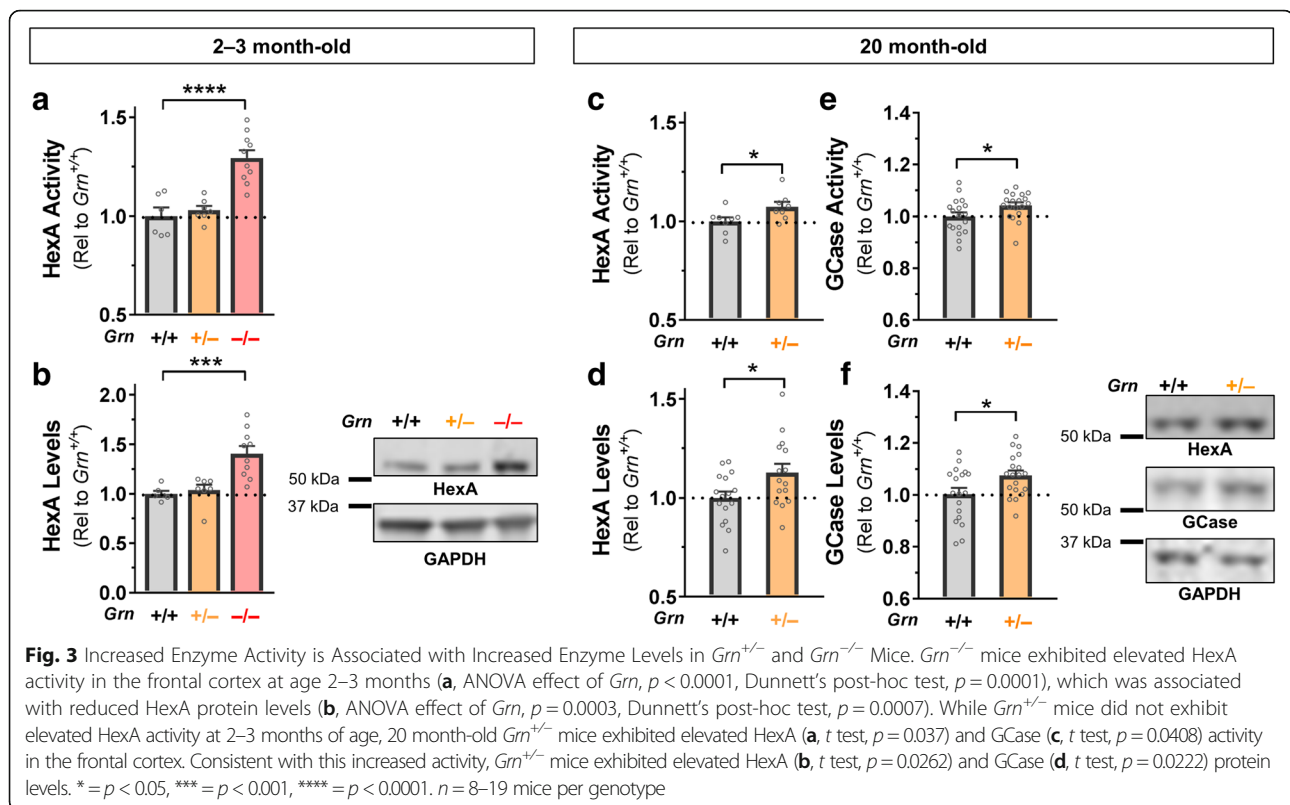 2–3 month-old
20 month-old
a
HexA Activity
(Rel to Grn+/+)
1.5
1.0
0.5
****
Grn +/+ +/– –/–
b
HexA Levels
(Rel to Grn+/+)
2.0
1.5
1.0
0.5
0.0
***
Grn +/+ +/– –/–
Grn +/+ +/– –/–
50 kDa
HexA
37 kDa
GAPDH
c
HexA Activity
(Rel to Grn+/+)
1.5
1.0
0.5
*
Grn +/+ +/–
d
HexA Levels
(Rel to Grn+/+)
1.5
1.0
0.5
*
Grn +/+ +/–
e
GCase Activity
(Rel to Grn+/+)
1.4
1.2
1.0
0.8
0.6
*
+/+ +/–
f
GCase Levels
(Rel to Grn+/+)
1.4
1.2
1.0
0.8
0.6
*
+/+ +/–
Grn +/+ +/–
50 kDa
HexA
50 kDa
GCase
37 kDa
GAPDH
Fig. 3 Increased Enzyme Activity is Associated with Increased Enzyme Levels in Grn+/– and Grn–/– Mice. Grn–/– mice exhibited elevated HexA
activity in the frontal cortex at age 2–3 months (a, ANOVA effect of Grn, p < 0.0001, Dunnett's post-hoc test, p = 0.0001), which was associated
with reduced HexA protein levels (b, ANOVA effect of Grn, p = 0.0003, Dunnett's post-hoc test, p = 0.0007). While Grn+/– mice did not exhibit
elevated HexA activity at 2–3 months of age, 20 month-old Grn+/– mice exhibited elevated HexA (a, t test, p = 0.037) and GCase (c, t test, p = 0.0408) activity
in the frontal cortex. Consistent with this increased activity, Grn+/– mice exhibited elevated HexA (b, t test, p = 0.0262) and GCase (d, t test, p = 0.0222) protein
levels. * = p < 0.05, *** = p < 0.001, **** = p < 0.0001. n = 8–19 mice per genotype